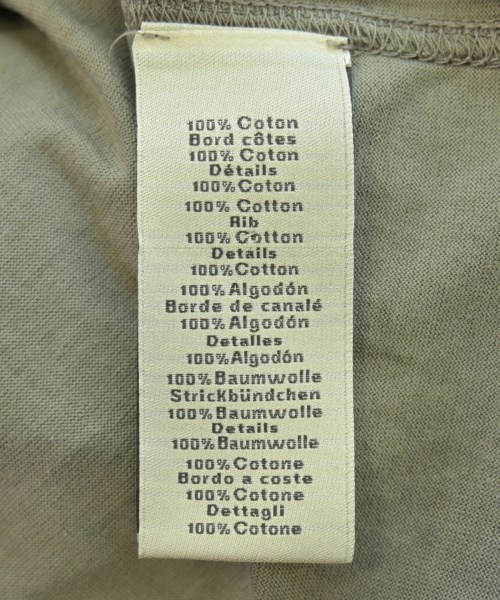 100% Coton
Bord côtes
100% Coton
Détails
100% Coton
100% Cotton
Rib
100% Cotton
Details
100% Cotton
100% Algodón
Borde de canalé
100% Algodón
Detalles
100% Algodón
100% Baumwolle
Strickbündchen
100% Baumwolle
Details
100% Baumwolle
100% Cotone
Bordo a coste
100% Cotone
Dettagli
100% Cotone